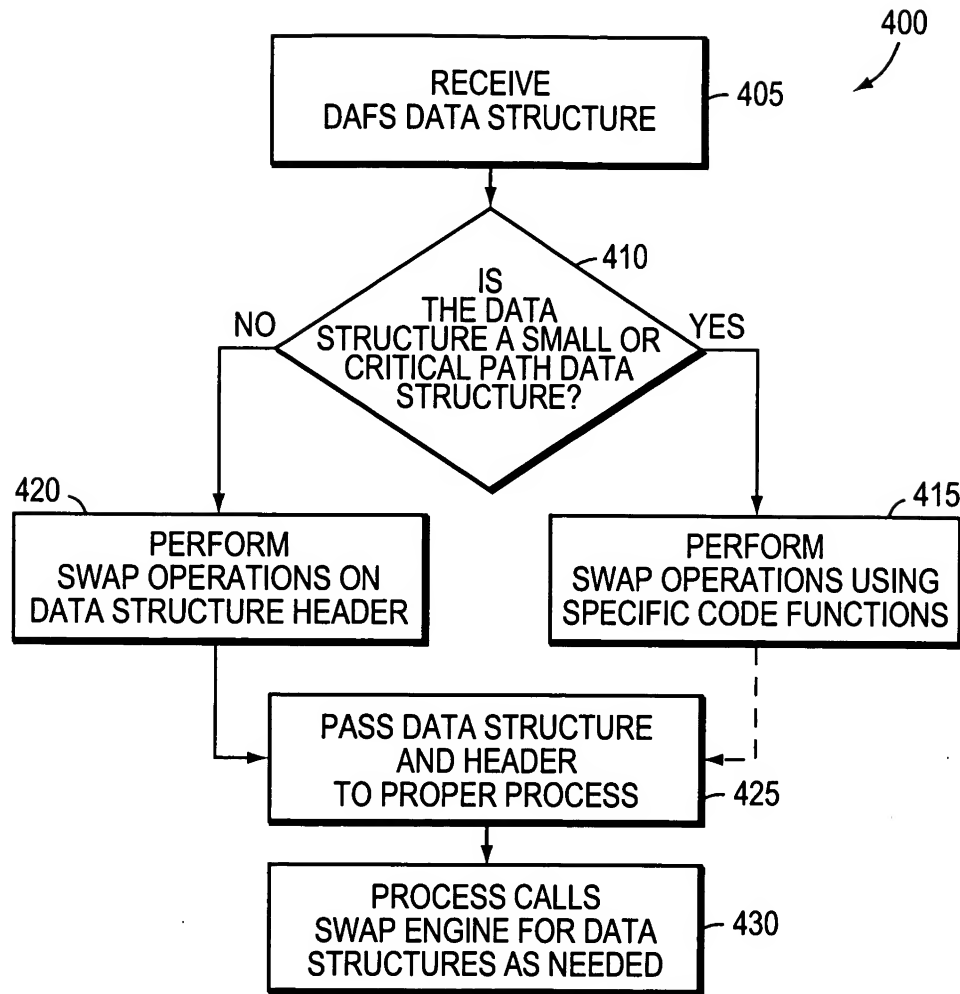 400
RECEIVE
DAFS DATA STRUCTURE
405
410
IS
THE DATA
STRUCTURE A SMALL OR
CRITICAL PATH DATA
STRUCTURE?
NO
YES
420
PERFORM
SWAP OPERATIONS ON
DATA STRUCTURE HEADER
415
PERFORM
SWAP OPERATIONS USING
SPECIFIC CODE FUNCTIONS
PASS DATA STRUCTURE
AND HEADER
TO PROPER PROCESS
425
PROCESS CALLS
SWAP ENGINE FOR DATA
STRUCTURES AS NEEDED
430